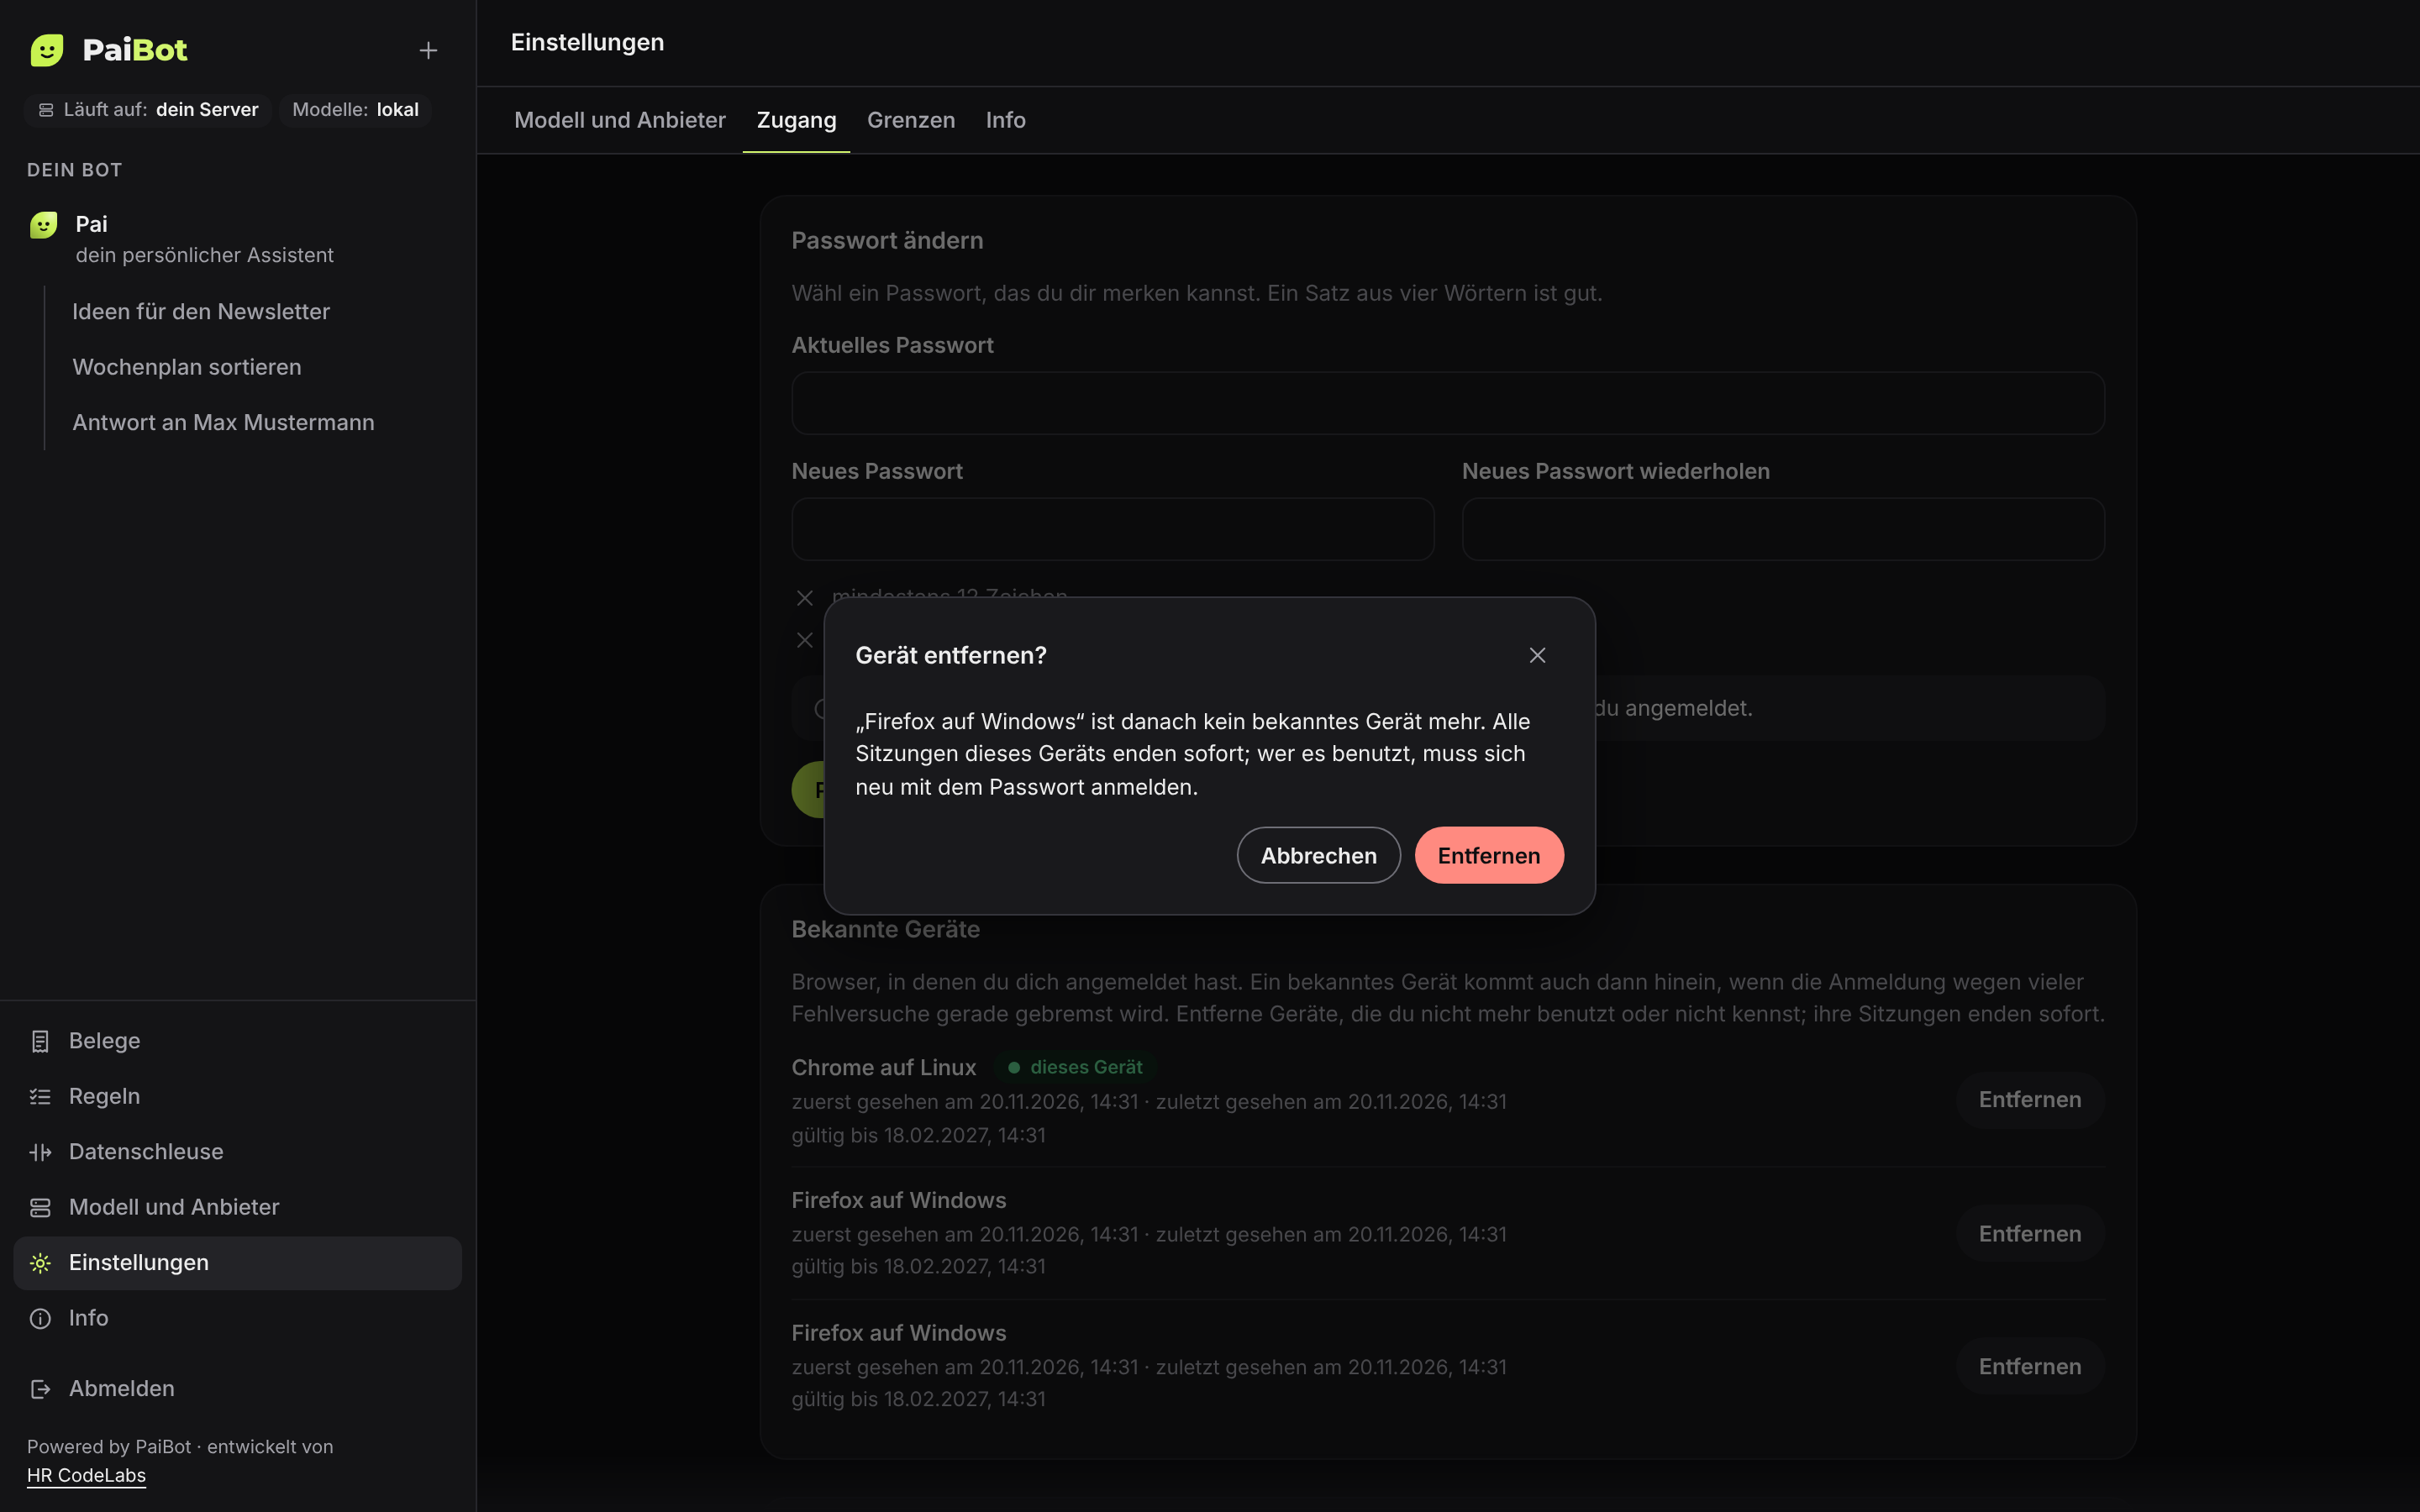 PaiBot
Läuft auf: dein Server
Modelle: lokal
DEIN BOT
Pai
dein persönlicher Assistent
Ideen für den Newsletter
Wochenplan sortieren
Antwort an Max Mustermann
Belege
Regeln
Datenschleuse
Modell und Anbieter
Einstellungen
Info
Abmelden
Powered by PaiBot · entwickelt von
HR CodeLabs
Einstellungen
Modell und Anbieter
Zugang
Grenzen
Info
Passwort ändern
Wähl ein Passwort, das du dir merken kannst. Ein Satz aus vier Wörtern ist gut.
Aktuelles Passwort
Neues Passwort
Neues Passwort wiederholen
mindestens 12 Zeichen
du angemeldet.
Gerät entfernen?
„Firefox auf Windows“ ist danach kein bekanntes Gerät mehr. Alle
Sitzungen dieses Geräts enden sofort; wer es benutzt, muss sich
neu mit dem Passwort anmelden.
Abbrechen
Entfernen
Bekannte Geräte
Browser, in denen du dich angemeldet hast. Ein bekanntes Gerät kommt auch dann hinein, wenn die Anmeldung wegen vieler
Fehlversuche gerade gebremst wird. Entferne Geräte, die du nicht mehr benutzt oder nicht kennst; ihre Sitzungen enden sofort.
Chrome auf Linux
dieses Gerät
zuerst gesehen am 20.11.2026, 14:31 · zuletzt gesehen am 20.11.2026, 14:31
gültig bis 18.02.2027, 14:31
Entfernen
Firefox auf Windows
zuerst gesehen am 20.11.2026, 14:31 · zuletzt gesehen am 20.11.2026, 14:31
gültig bis 18.02.2027, 14:31
Entfernen
Firefox auf Windows
zuerst gesehen am 20.11.2026, 14:31 · zuletzt gesehen am 20.11.2026, 14:31
gültig bis 18.02.2027, 14:31
Entfernen